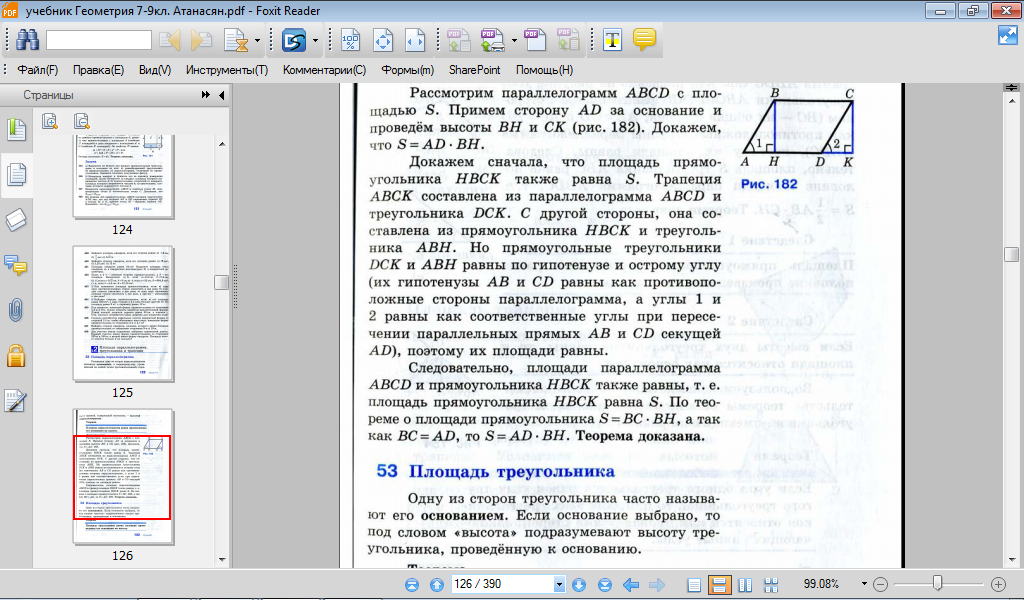 учебник Геометрия 7-9кл. Атанасян.pdf - Foxit Reader
Файл(F) Правка(E) Вид(V) Инструменты(T) Комментарии(C) Формы(m) SharePoint Помощь(H)
Страницы
124
125
126
Рассмотрим параллелограмм ABCD с пло-
щадью S. Примем сторону AD за основание и
проведём высоты BH и CK (рис. 182). Докажем,
что S = AD · BH.
Докажем сначала, что площадь прямо-
угольника HBCK также равна S. Трапеция
ABCK составлена из параллелограмма ABCD и
треугольника DCK. С другой стороны, она со-
ставлена из прямоугольника HBCK и треуголь-
ника ABH. Но прямоугольные треугольники
DCK и ABH равны по гипотенузе и острому углу
(их гипотенузы AB и CD равны как противопо-
ложные стороны параллелограмма, а углы 1 и
2 равны как соответственные углы при пересе-
чении параллельных прямых AB и CD секущей
AD), поэтому их площади равны.
Следовательно, площади параллелограмма
ABCD и прямоугольника HBCK также равны, т. е.
площадь прямоугольника HBCK равна S. По тео-
реме о площади прямоугольника S = BC · BH, а так
как BC = AD, то S = AD · BH. Теорема доказана.
B C
1 2
A H D K
Рис. 182
53 Площадь треугольника
Одну из сторон треугольника часто называ-
ют его основанием. Если основание выбрано, то
под словом «высота» подразумевают высоту тре-
угольника, проведённую к основанию.
126 / 390
99.08%